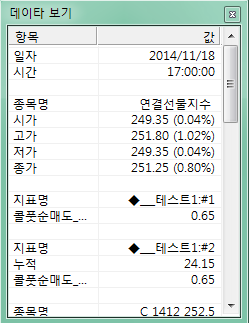 데이타 보기
항목 값
일자 2014/11/18
시간 17:00:00
종목명 연결선물지수
시가 249.35 (0.04%)
고가 251.80 (1.02%)
저가 249.35 (0.04%)
종가 251.25 (0.80%)
지표명 ◆__테스트1:#1
콜풋순매도_... 0.65
지표명 ◆__테스트1:#2
누적 24.15
콜풋순매도_... 0.65
종목명 C 1412 252.5